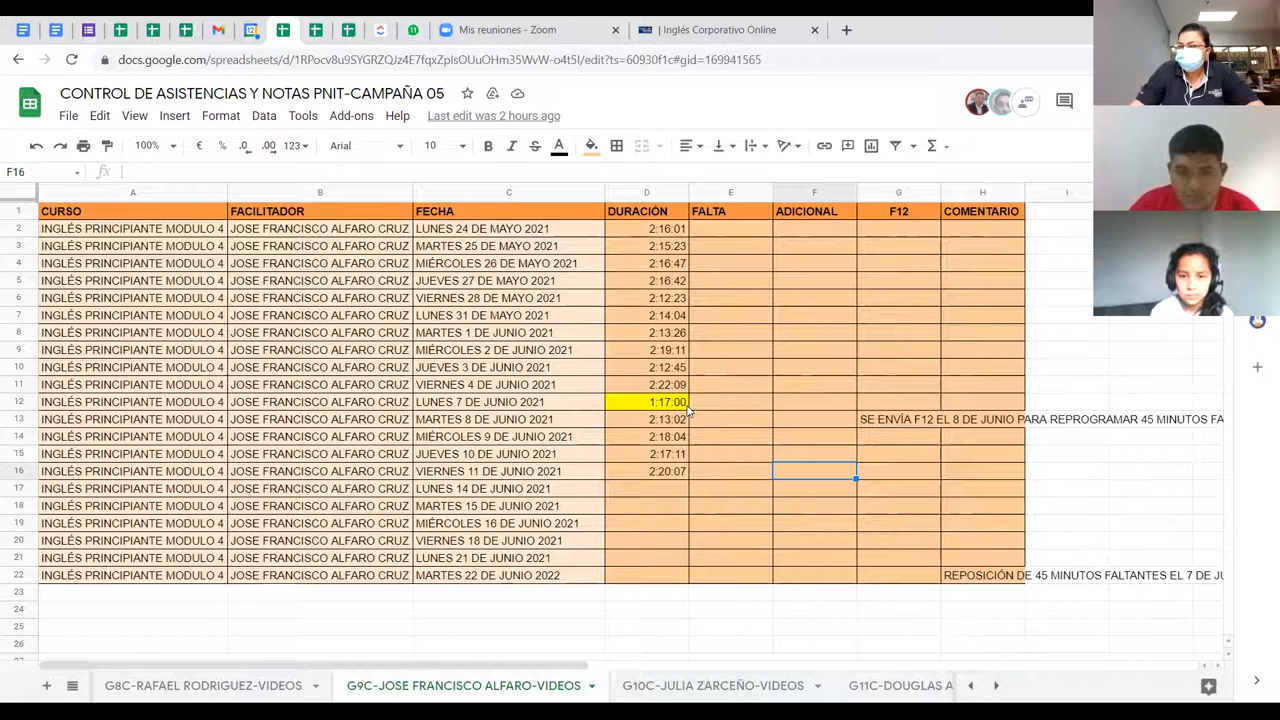 Mis reuniones - Zoom
| Inglés Corporativo Online
docs.google.com/spreadsheets/d/1RPocv8u9SYGRZQJz4E7fqxZpIsOUuOHm
edit?ts=60930f1c#gid=169941565
CONTROL DE ASISTENCIAS Y NOTAS PNIT-CAMPAÑA 05
File Edit View Insert Format Data Tools Add-ons Help Last edit was 2 hours ago
100% € % .0 .00 123 Arial 10 B I S A
F16 fx
A B C D E F G H I
1 CURSO FACILITADOR FECHA DURACIÓN FALTA ADICIONAL F12 COMENTARIO
2 INGLÉS PRINCIPIANTE MODULO 4 JOSE FRANCISCO ALFARO CRUZ LUNES 24 DE MAYO 2021 2:16:01
3 INGLÉS PRINCIPIANTE MODULO 4 JOSE FRANCISCO ALFARO CRUZ MARTES 25 DE MAYO 2021 2:15:23
4 INGLÉS PRINCIPIANTE MODULO 4 JOSE FRANCISCO ALFARO CRUZ MIÉRCOLES 26 DE MAYO 2021 2:16:47
5 INGLÉS PRINCIPIANTE MODULO 4 JOSE FRANCISCO ALFARO CRUZ JUEVES 27 DE MAYO 2021 2:16:42
6 INGLÉS PRINCIPIANTE MODULO 4 JOSE FRANCISCO ALFARO CRUZ VIERNES 28 DE MAYO 2021 2:12:23
7 INGLÉS PRINCIPIANTE MODULO 4 JOSE FRANCISCO ALFARO CRUZ LUNES 31 DE MAYO 2021 2:14:04
8 INGLÉS PRINCIPIANTE MODULO 4 JOSE FRANCISCO ALFARO CRUZ MARTES 1 DE JUNIO 2021 2:13:26
9 INGLÉS PRINCIPIANTE MODULO 4 JOSE FRANCISCO ALFARO CRUZ MIÉRCOLES 2 DE JUNIO 2021 2:19:11
10 INGLÉS PRINCIPIANTE MODULO 4 JOSE FRANCISCO ALFARO CRUZ JUEVES 3 DE JUNIO 2021 2:12:45
11 INGLÉS PRINCIPIANTE MODULO 4 JOSE FRANCISCO ALFARO CRUZ VIERNES 4 DE JUNIO 2021 2:22:09
12 INGLÉS PRINCIPIANTE MODULO 4 JOSE FRANCISCO ALFARO CRUZ LUNES 7 DE JUNIO 2021 1:17:00
13 INGLÉS PRINCIPIANTE MODULO 4 JOSE FRANCISCO ALFARO CRUZ MARTES 8 DE JUNIO 2021 2:13:02 SE ENVÍA F12 EL 8 DE JUNIO PARA REPROGRAMAR 45 MINUTOS FA
14 INGLÉS PRINCIPIANTE MODULO 4 JOSE FRANCISCO ALFARO CRUZ MIÉRCOLES 9 DE JUNIO 2021 2:18:04
15 INGLÉS PRINCIPIANTE MODULO 4 JOSE FRANCISCO ALFARO CRUZ JUEVES 10 DE JUNIO 2021 2:17:11
16 INGLÉS PRINCIPIANTE MODULO 4 JOSE FRANCISCO ALFARO CRUZ VIERNES 11 DE JUNIO 2021 2:20:07
17 INGLÉS PRINCIPIANTE MODULO 4 JOSE FRANCISCO ALFARO CRUZ LUNES 14 DE JUNIO 2021
18 INGLÉS PRINCIPIANTE MODULO 4 JOSE FRANCISCO ALFARO CRUZ MARTES 15 DE JUNIO 2021
19 INGLÉS PRINCIPIANTE MODULO 4 JOSE FRANCISCO ALFARO CRUZ MIÉRCOLES 16 DE JUNIO 2021
20 INGLÉS PRINCIPIANTE MODULO 4 JOSE FRANCISCO ALFARO CRUZ VIERNES 18 DE JUNIO 2021
21 INGLÉS PRINCIPIANTE MODULO 4 JOSE FRANCISCO ALFARO CRUZ LUNES 21 DE JUNIO 2021
22 INGLÉS PRINCIPIANTE MODULO 4 JOSE FRANCISCO ALFARO CRUZ MARTES 22 DE JUNIO 2022 REPOSICIÓN DE 45 MINUTOS FALTANTES EL 7 DE JU
23
24
25
26
G8C-RAFAEL RODRIGUEZ-VIDEOS G9C-JOSE FRANCISCO ALFARO-VIDEOS G10C-JULIA ZARCEÑO-VIDEOS G11C-DOUGLAS A